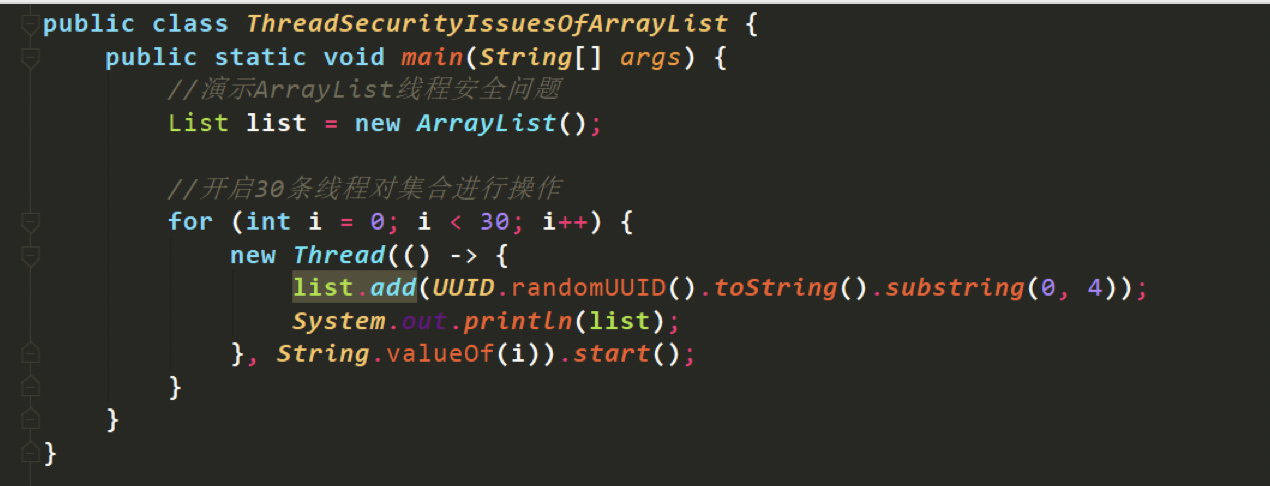 public class ThreadSecurityIssuesOfArrayList {
    public static void main(String[] args) {
        //演示ArrayList线程安全问题
        List list = new ArrayList();

        //开启30条线程对集合进行操作
        for (int i = 0; i < 30; i++) {
            new Thread(() -> {
                list.add(UUID.randomUUID().toString().substring(0, 4));
                System.out.println(list);
            }, String.valueOf(i)).start();
        }
    }
}